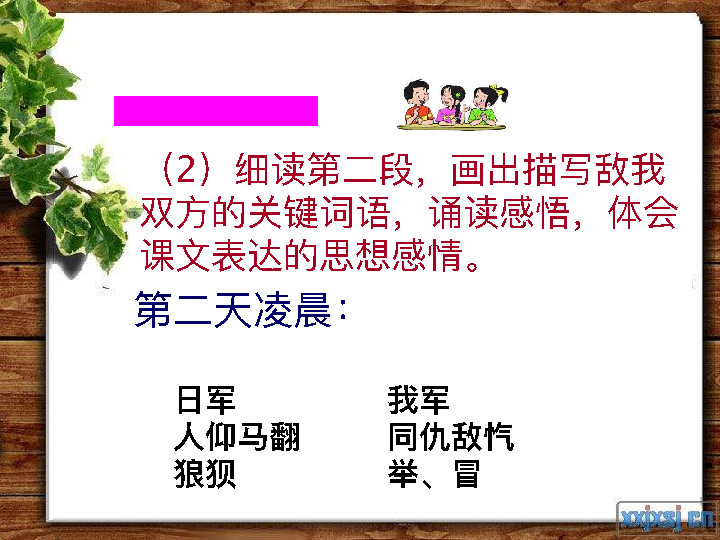 （2）细读第二段，画出描写敌我
双方的关键词语，诵读感悟，体会
课文表达的思想感情。
第二天凌晨：
日军 我军
人仰马翻 同仇敌忾
狼狈 举、冒
xxjxsj.cn